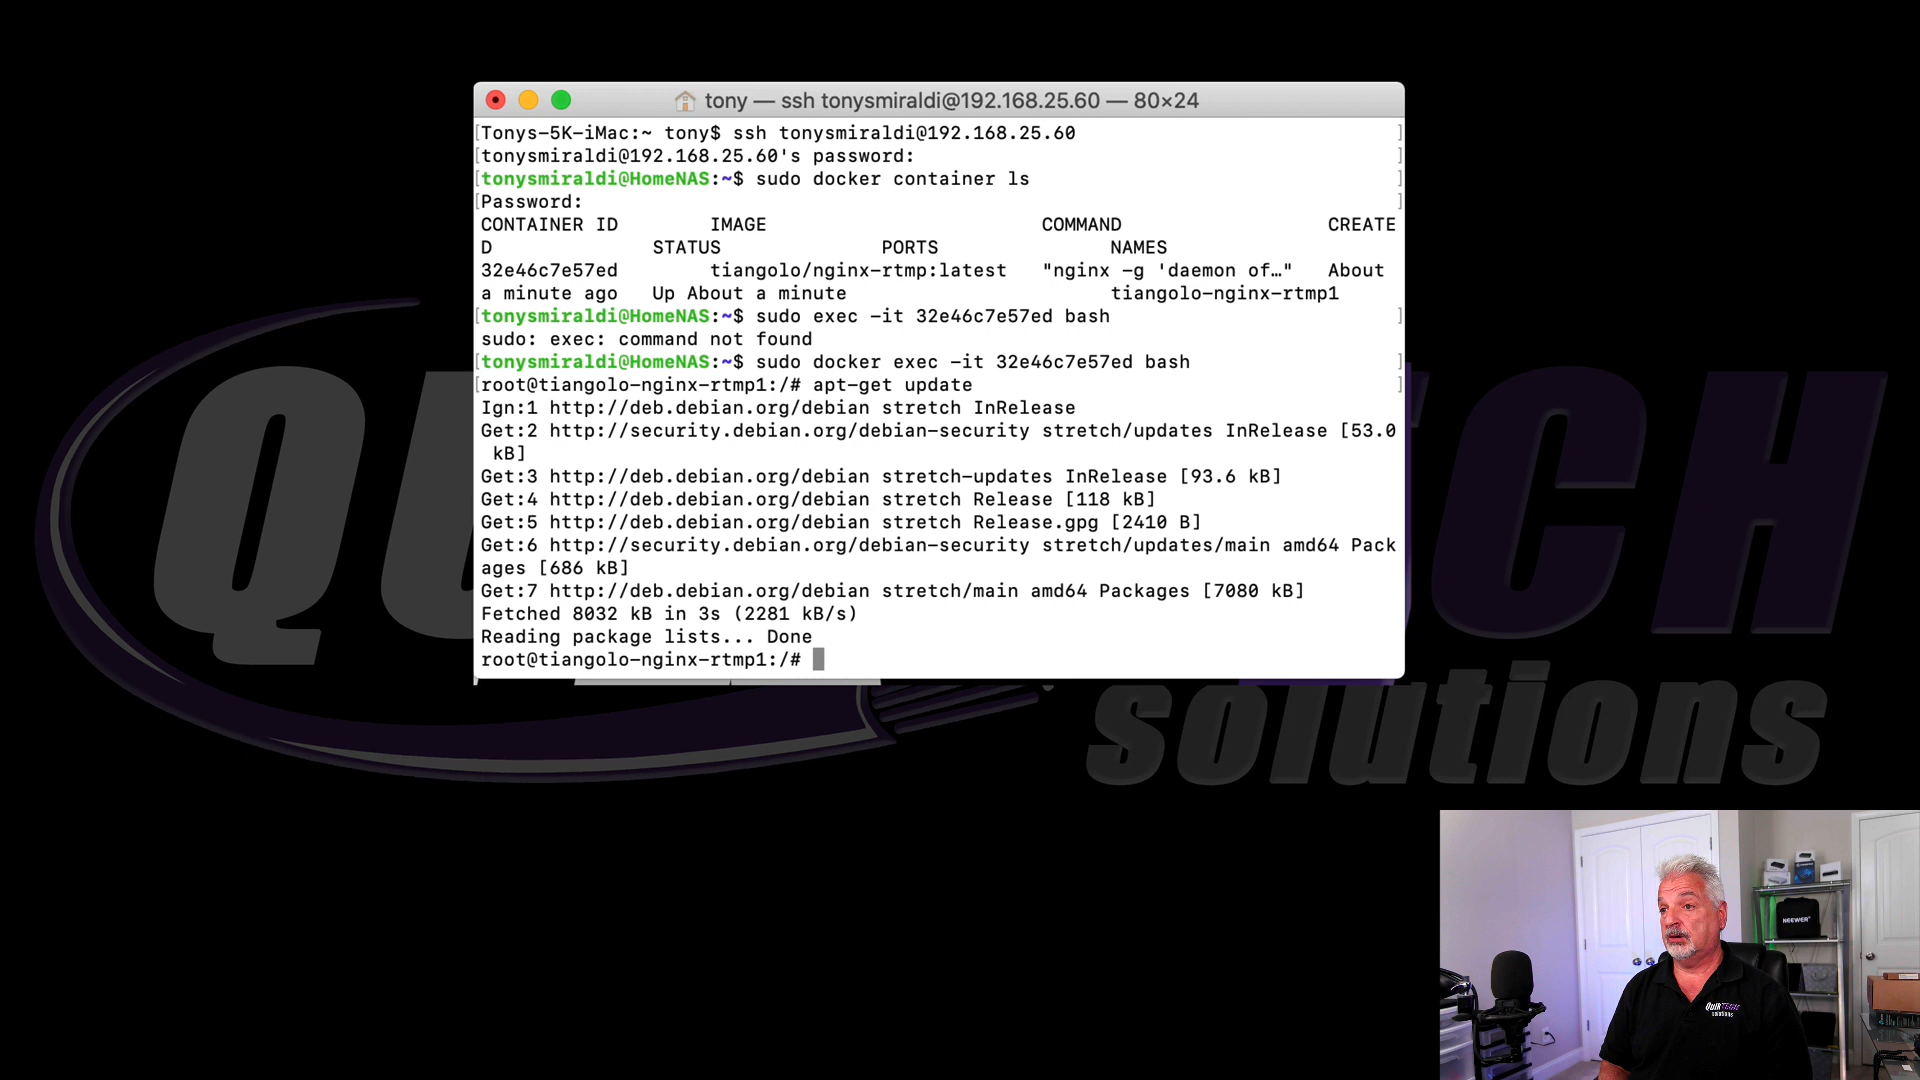 tony — ssh tonysmiraldi@192.168.25.60 — 80×24
[Tonys-5K-iMac:~ tony$ ssh tonysmiraldi@192.168.25.60 ]
[tonysmiraldi@192.168.25.60's password: ]
[tonysmiraldi@HomeNAS:~$ sudo docker container ls ]
[Password: ]
CONTAINER ID        IMAGE                        COMMAND                  CREATE
D              STATUS              PORTS               NAMES
32e46c7e57ed        tiangolo/nginx-rtmp:latest   "nginx -g 'daemon of…"   About
a minute ago   Up About a minute                       tiangolo-nginx-rtmp1
[tonysmiraldi@HomeNAS:~$ sudo exec -it 32e46c7e57ed bash ]
sudo: exec: command not found
[tonysmiraldi@HomeNAS:~$ sudo docker exec -it 32e46c7e57ed bash ]
[root@tiangolo-nginx-rtmp1:/# apt-get update ]
Ign:1 http://deb.debian.org/debian stretch InRelease
Get:2 http://security.debian.org/debian-security stretch/updates InRelease [53.0
 kB]
Get:3 http://deb.debian.org/debian stretch-updates InRelease [93.6 kB]
Get:4 http://deb.debian.org/debian stretch Release [118 kB]
Get:5 http://deb.debian.org/debian stretch Release.gpg [2410 B]
Get:6 http://security.debian.org/debian-security stretch/updates/main amd64 Pack
ages [686 kB]
Get:7 http://deb.debian.org/debian stretch/main amd64 Packages [7080 kB]
Fetched 8032 kB in 3s (2281 kB/s)
Reading package lists... Done
root@tiangolo-nginx-rtmp1:/#
solutions
NEEWER
QUIRTECH
solutions